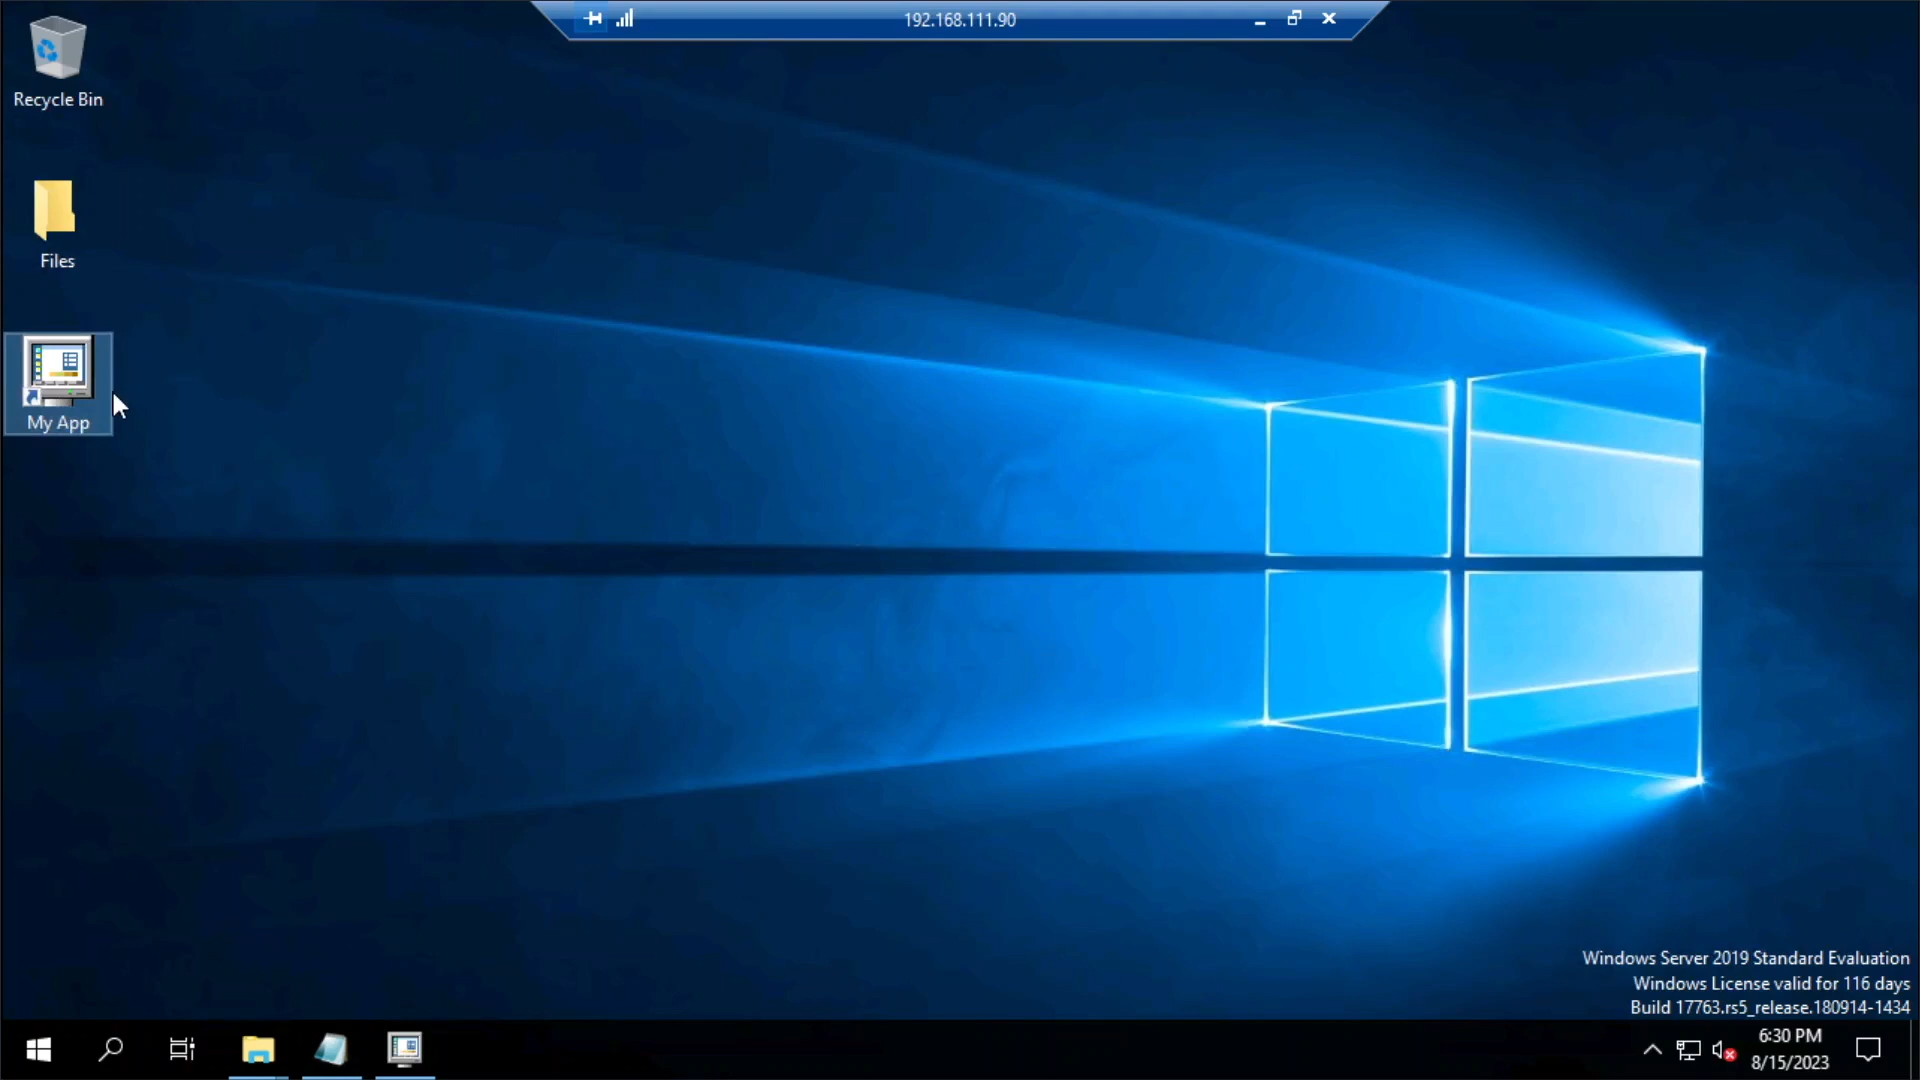 192.168.111.90
Recycle Bin
Files
My App
Windows Server 2019 Standard Evaluation
Windows License valid for 116 days
Build 17763.rs5_release.180914-1434
6:30 PM
8/15/2023